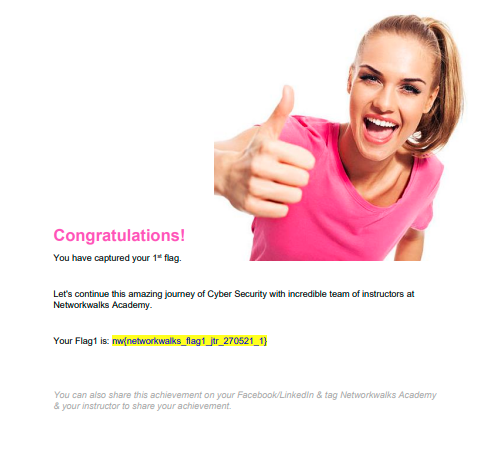 Congratulations!
You have captured your 1st flag.
Let's continue this amazing journey of Cyber Security with incredible team of instructors at
Networkwalks Academy.
Your Flag1 is: nw{networkwalks_flag1_jtr_270521_1}
You can also share this achievement on your Facebook/LinkedIn & tag Networkwalks Academy
& your instructor to share your achievement.